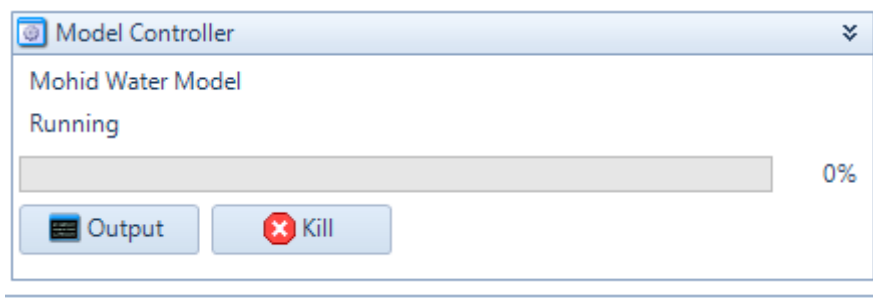 Model Controller
Mohid Water Model
Running
0%
Output Kill